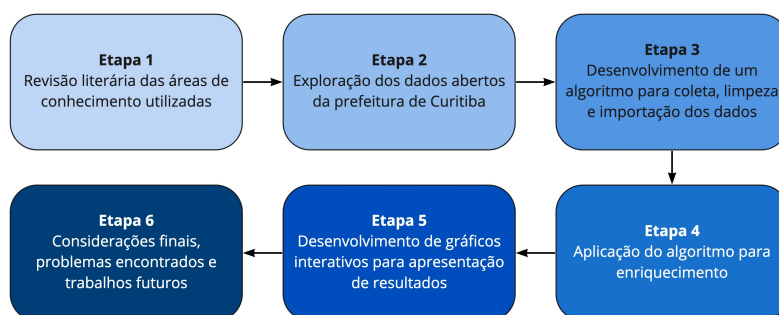 Etapa 1
Revisão literária das áreas de
conhecimento utilizadas
Etapa 2
Exploração dos dados abertos
da prefeitura de Curitiba
Etapa 3
Desenvolvimento de um
algoritmo para coleta, limpeza
e importação dos dados
Etapa 4
Aplicação do algoritmo para
enriquecimento
Etapa 5
Desenvolvimento de gráficos
interativos para apresentação
de resultados
Etapa 6
Considerações finais,
problemas encontrados e
trabalhos futuros